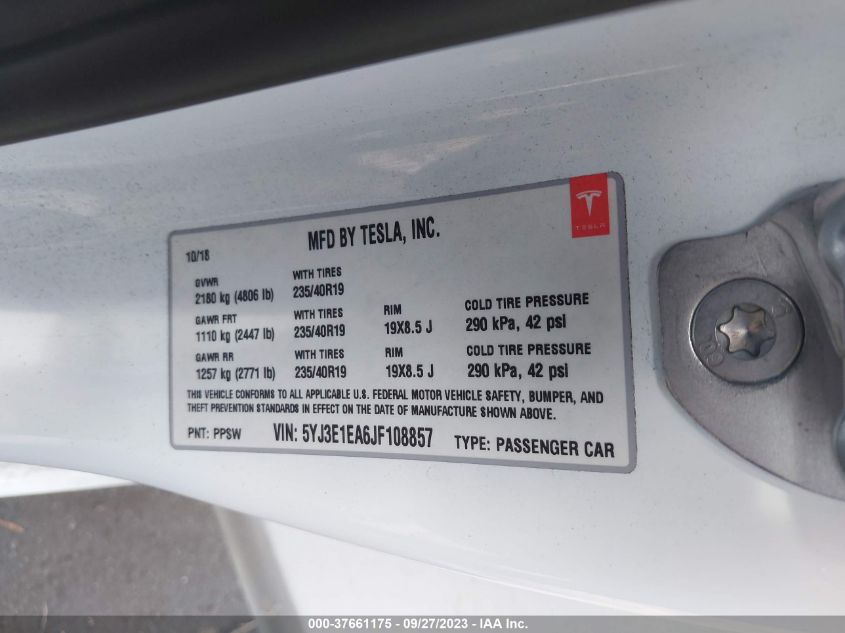 TESLA
MFD BY TESLA, INC.
10/18
GVWR
2180 kg (4806 lb)
WITH TIRES
235/40R19
GAWR FRT
1110 kg (2447 lb)
WITH TIRES
235/40R19
RIM
19X8.5 J
COLD TIRE PRESSURE
290 kPa, 42 psi
GAWR RR
1257 kg (2771 lb)
WITH TIRES
235/40R19
RIM
19X8.5 J
COLD TIRE PRESSURE
290 kPa, 42 psi
THIS VEHICLE CONFORMS TO ALL APPLICABLE U.S. FEDERAL MOTOR VEHICLE SAFETY, BUMPER, AND
THEFT PREVENTION STANDARDS IN EFFECT ON THE DATE OF MANUFACTURE SHOWN ABOVE.
PNT: PPSW VIN: 5YJ3E1EA6JF108857 TYPE: PASSENGER CAR
000-37661175 - 09/27/2023 - IAA Inc.